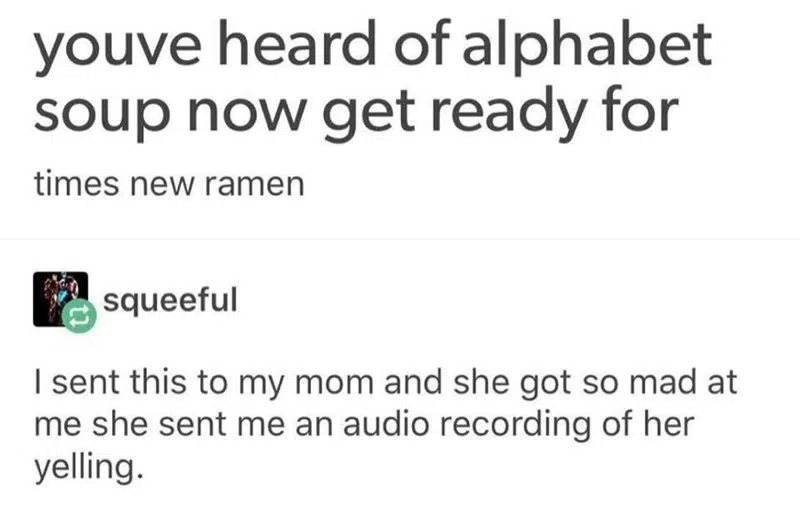 youve heard of alphabet
soup now get ready for
times new ramen
squeeful
I sent this to my mom and she got so mad at
me she sent me an audio recording of her
yelling.